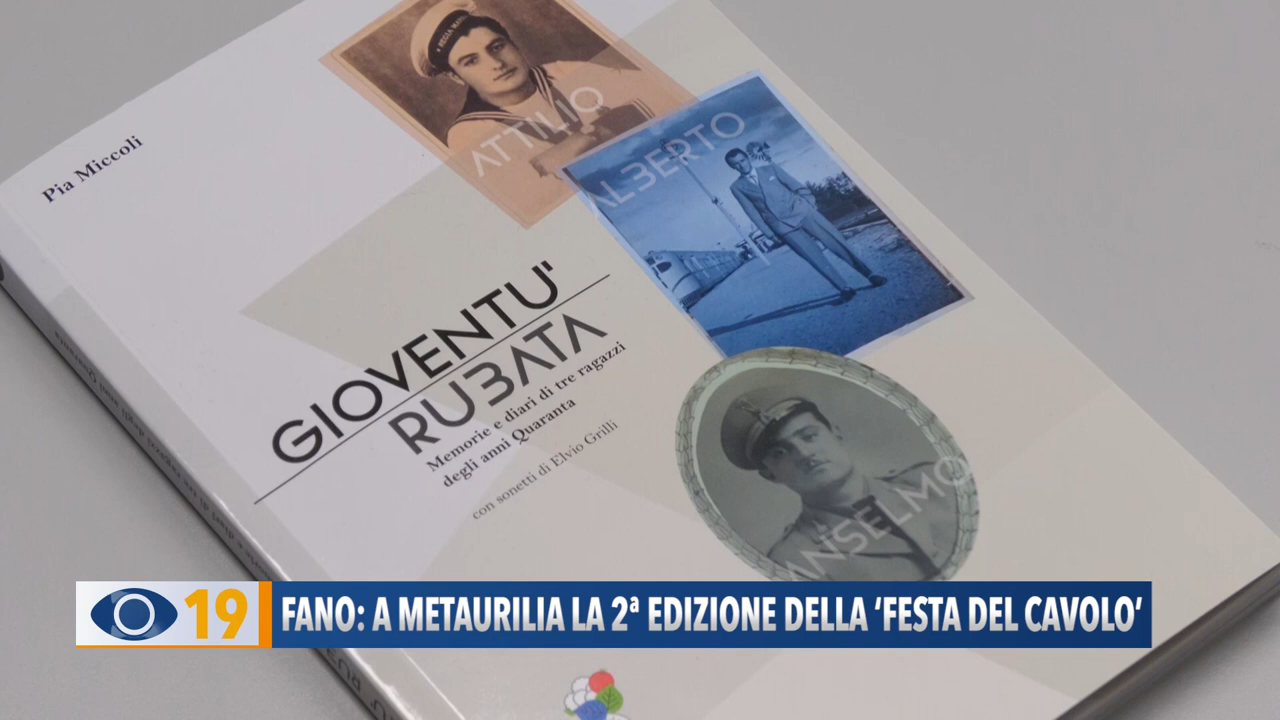 Pia Miccoli
ATTILIO
ALBERTO
GIOVENTU'
RUBATA
Memorie e diari di tre ragazzi
degli anni Quaranta
con sonetti di Elvio Grilli
ANSELMO
19
FANO: A METAURILIA LA 2ª EDIZIONE DELLA ‘FESTA DEL CAVOLO’